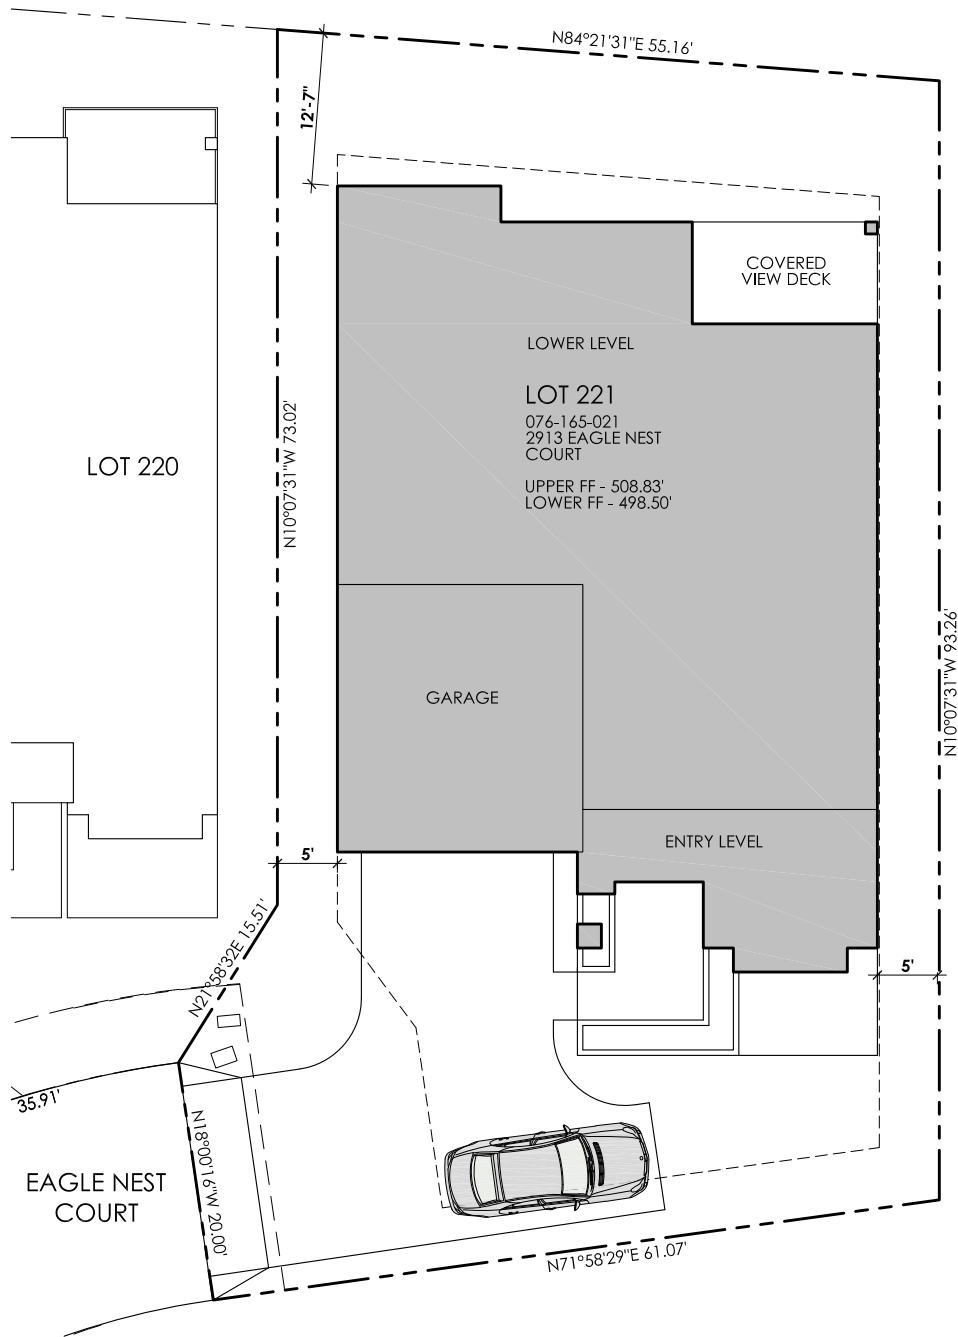 N84°21'31"E 55.16'
12'-7"
COVERED
VIEW DECK
LOWER LEVEL
LOT 221
076-165-021
2913 EAGLE NEST
COURT
UPPER FF - 508.83'
LOWER FF - 498.50'
N10°07'31"W 73.02'
LOT 220
GARAGE
N10°07'31"W 93.26'
ENTRY LEVEL
5'
N21°58'32E 15.51'
5'
35.91'
N18°00'16"W 20.00'
EAGLE NEST
COURT
N71°58'29"E 61.07'